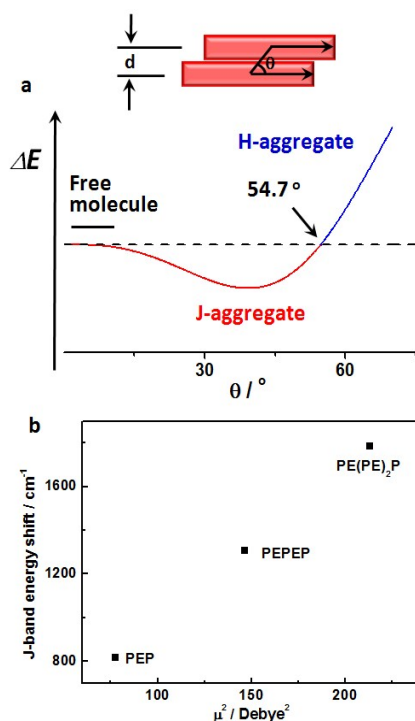 d
θ
a
ΔE
H-aggregate
Free
molecule
54.7 °
J-aggregate
30
60
θ / °
b
J-band energy shift / cm⁻¹
1600
1200
800
PE(PE)₂P
PEPEP
PEP
100
150
200
μ² / Debye²